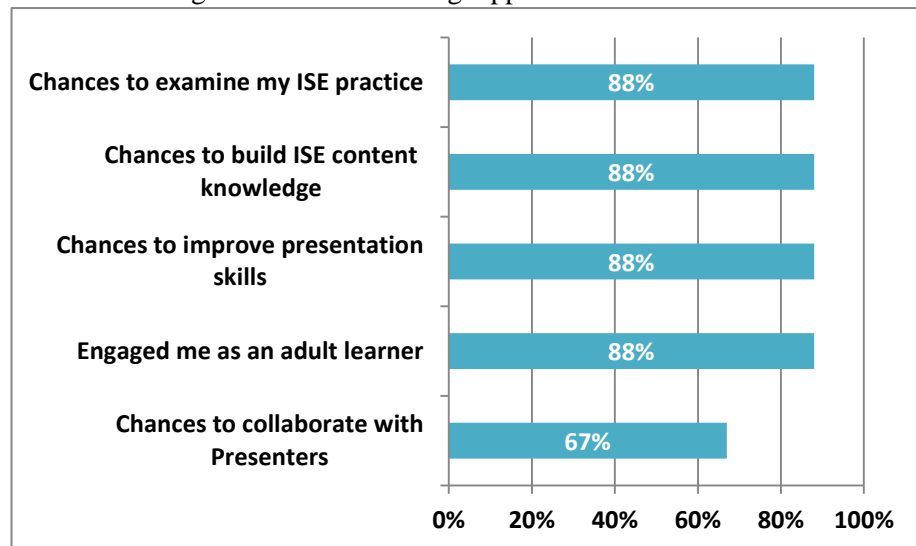 Chances to examine my ISE practice
88%
Chances to build ISE content
knowledge
88%
Chances to improve presentation
skills
88%
Engaged me as an adult learner
88%
Chances to collaborate with
Presenters
67%
0% 20% 40% 60% 80% 100%